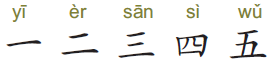 yī èr sān sì wǔ
一 二 三 四 五